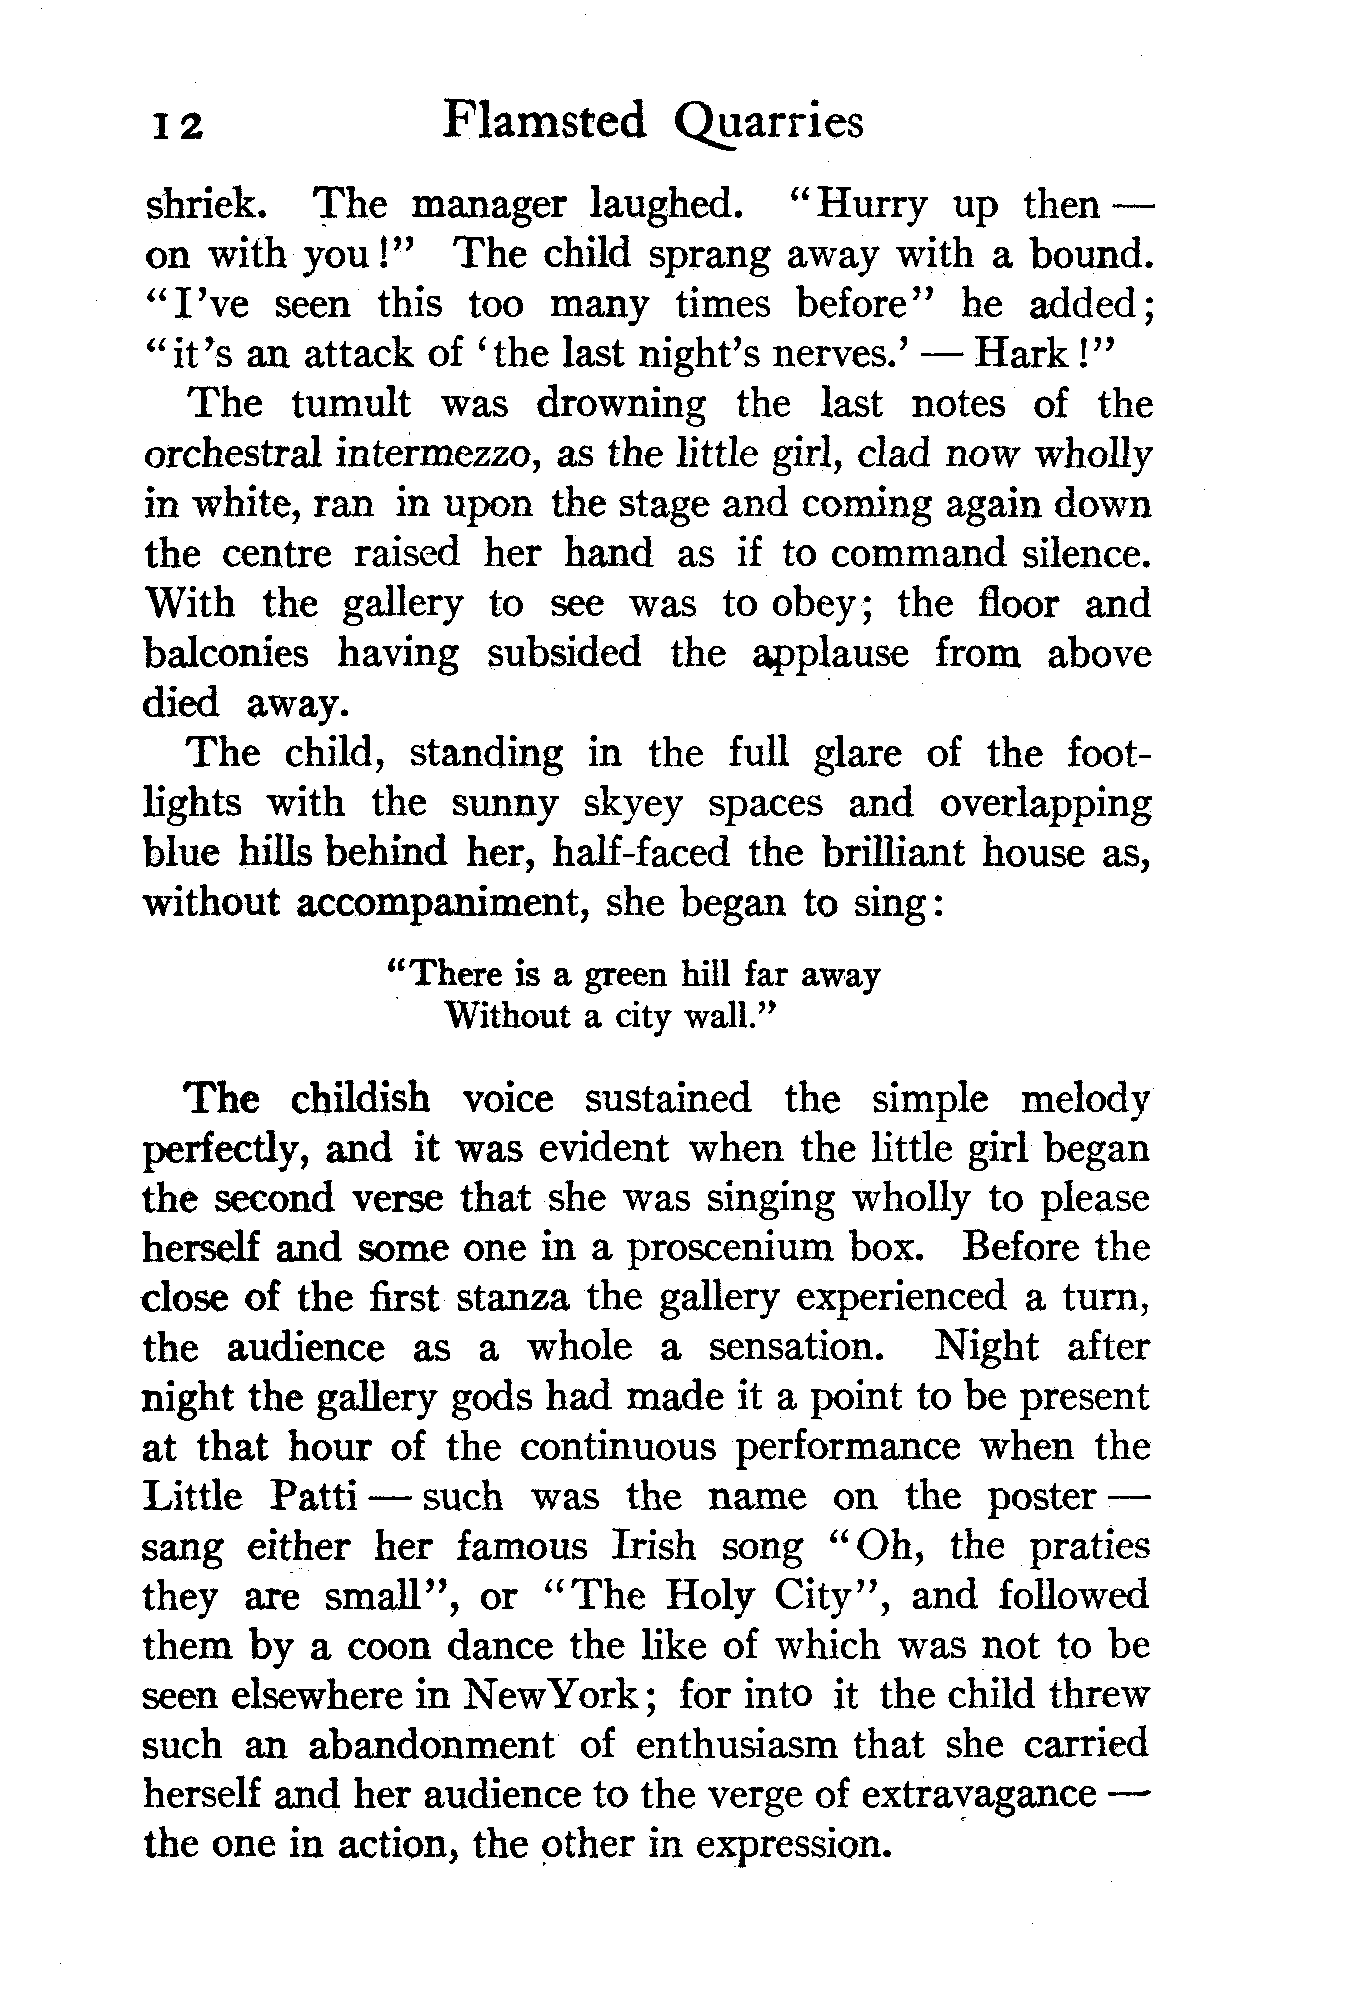 12 Flamsted Quarries
shriek. The manager laughed. "Hurry up then —
on with you!" The child sprang away with a bound.
"I've seen this too many times before" he added;
"it's an attack of 'the last night's nerves.' — Hark!"
The tumult was drowning the last notes of the
orchestral intermezzo, as the little girl, clad now wholly
in white, ran in upon the stage and coming again down
the centre raised her hand as if to command silence.
With the gallery to see was to obey; the floor and
balconies having subsided the applause from above
died away.
The child, standing in the full glare of the foot-
lights with the sunny skyey spaces and overlapping
blue hills behind her, half-faced the brilliant house as,
without accompaniment, she began to sing:
"There is a green hill far away
Without a city wall."
The childish voice sustained the simple melody
perfectly, and it was evident when the little girl began
the second verse that she was singing wholly to please
herself and some one in a proscenium box. Before the
close of the first stanza the gallery experienced a turn,
the audience as a whole a sensation. Night after
night the gallery gods had made it a point to be present
at that hour of the continuous performance when the
Little Patti — such was the name on the poster —
sang either her famous Irish song "Oh, the praties
they are small", or "The Holy City", and followed
them by a coon dance the like of which was not to be
seen elsewhere in NewYork; for into it the child threw
such an abandonment of enthusiasm that she carried
herself and her audience to the verge of extravagance —
the one in action, the other in expression.